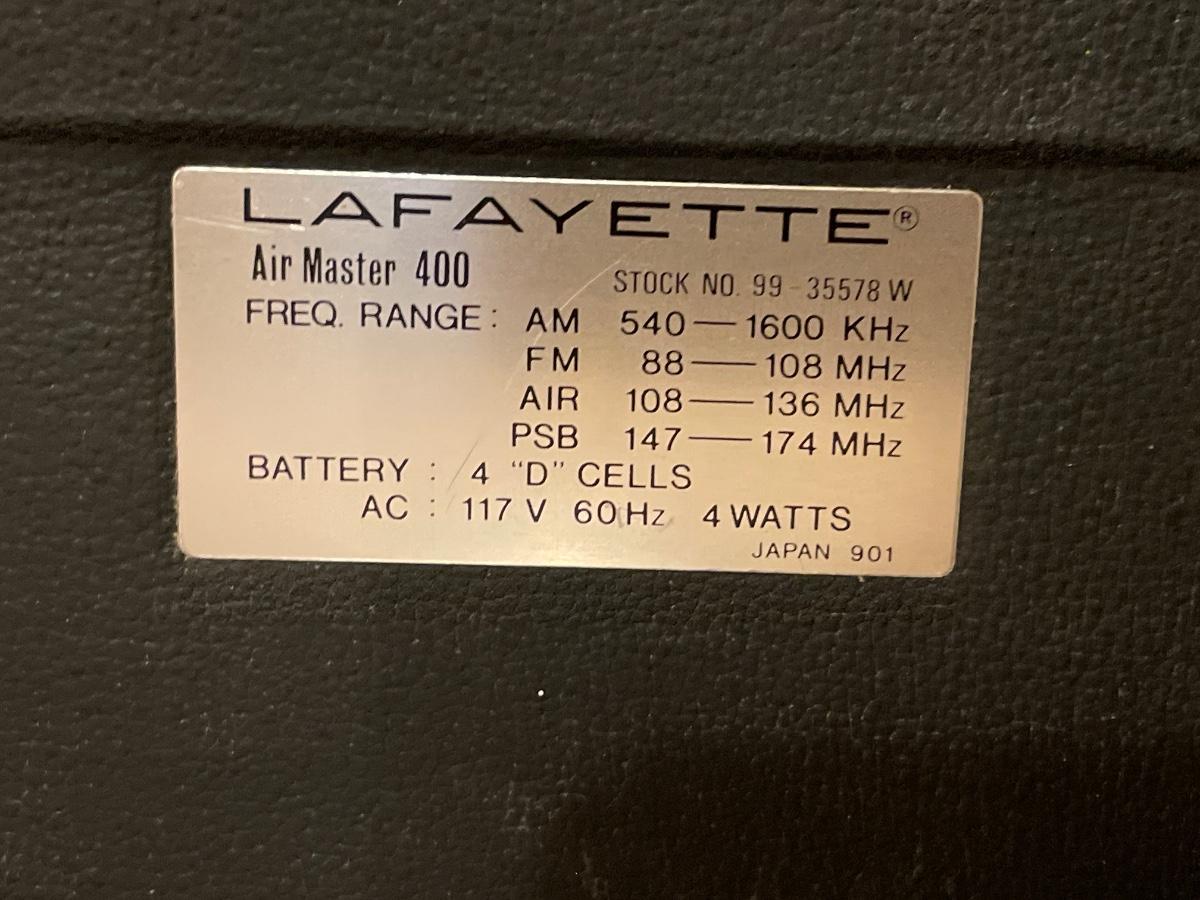 LAFAYETTE®
Air Master 400
STOCK NO. 99-35578 W
FREQ. RANGE: AM 540—1600 KHz
FM 88—108 MHz
AIR 108—136 MHz
PSB 147—174 MHz
BATTERY : 4 "D" CELLS
AC : 117 V 60 Hz 4 WATTS
JAPAN 901